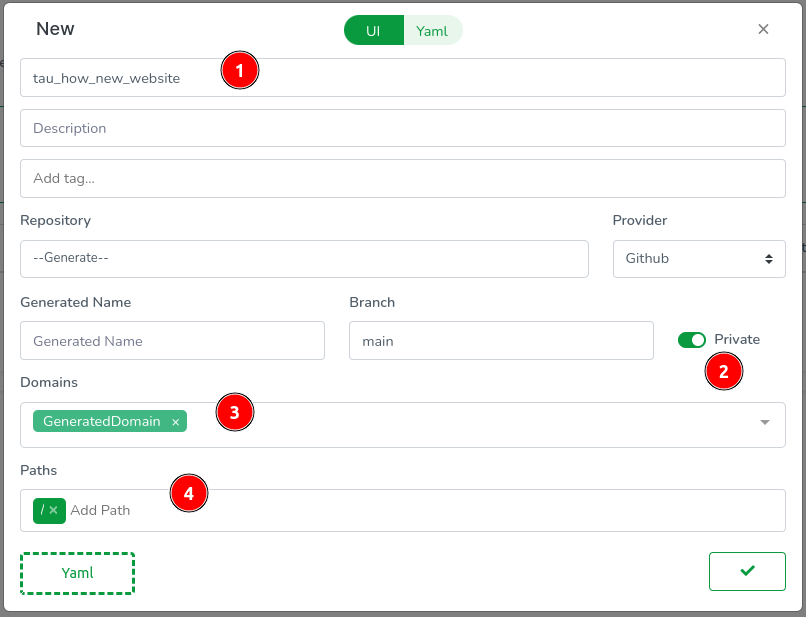 New
UI Yaml ×
1
tau_how_new_website
Description
Add tag...
Repository Provider
--Generate-- Github
Generated Name Branch
Generated Name main Private
2
Domains
GeneratedDomain × 3
Paths
/ × Add Path 4
Yaml